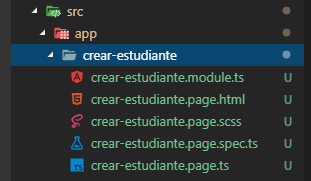 src
app
crear-estudiante
crear-estudiante.module.ts U
crear-estudiante.page.html U
crear-estudiante.page.scss U
crear-estudiante.page.spec.ts U
TS crear-estudiante.page.ts U